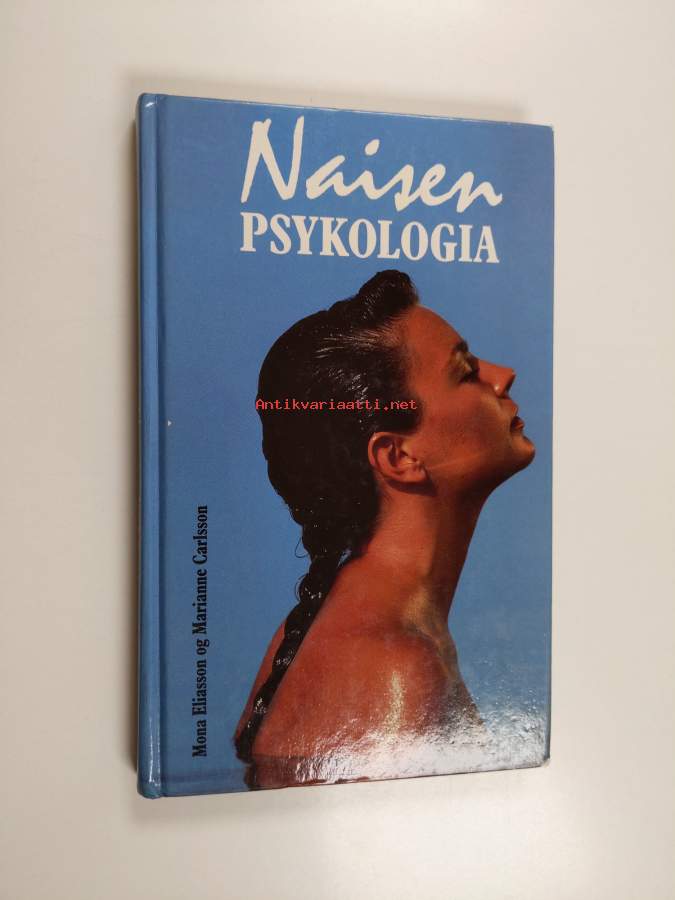 Naisen
PSYKOLOGIA
Antikvariaatti.net
Mona Eliasson og Marianne Carlsson